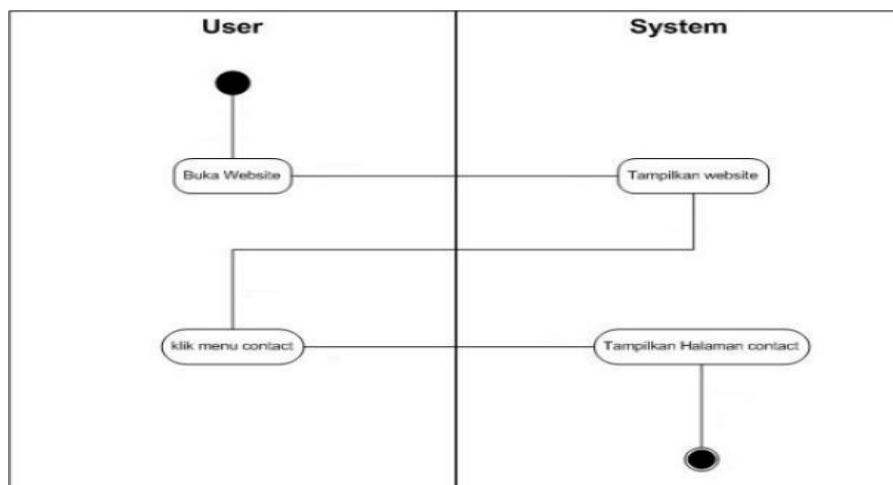 User
System
Buka Website
Tampilkan website
klik menu contact
Tampilkan Halaman contact